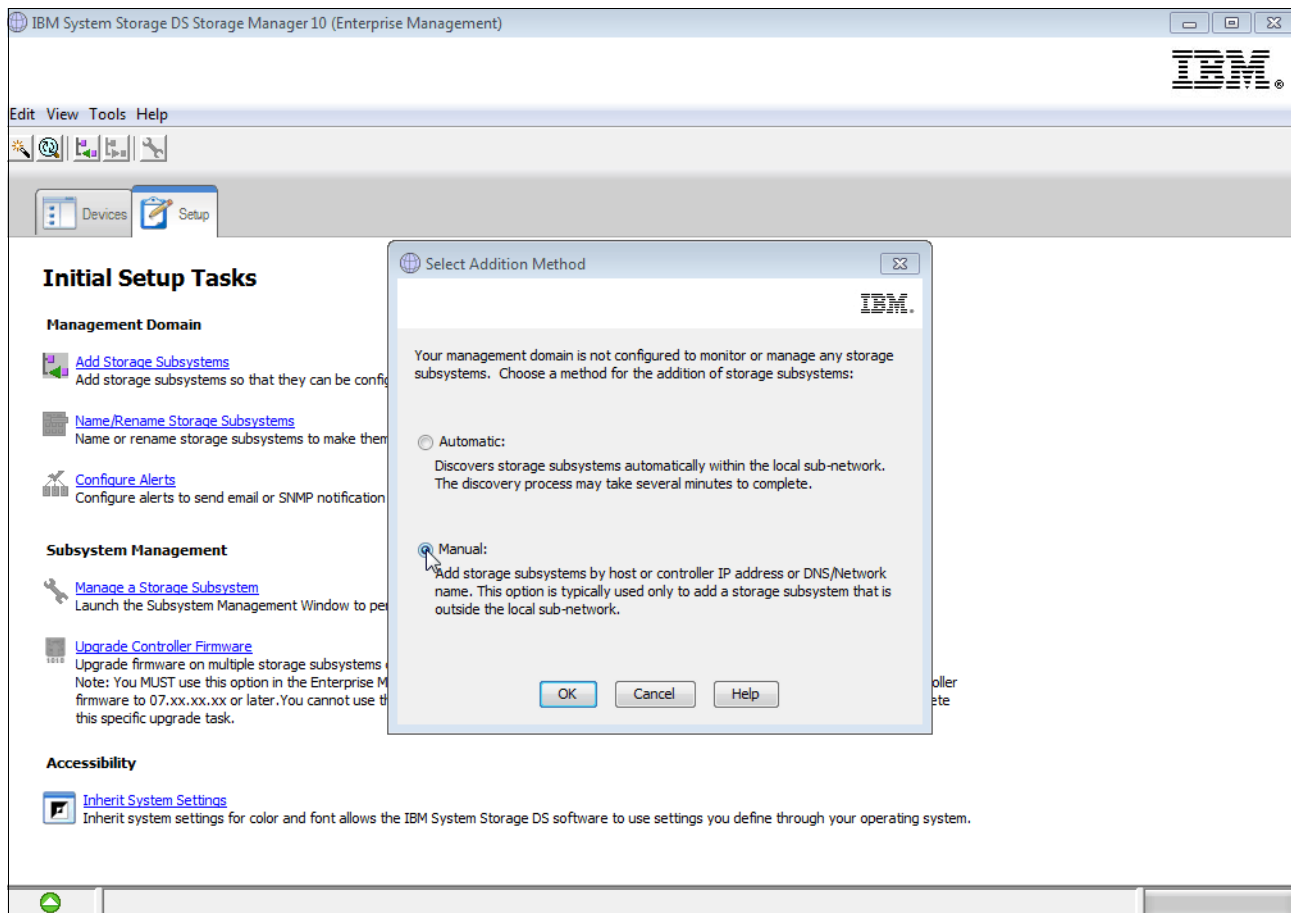 IBM System Storage DS Storage Manager 10 (Enterprise Management)
IBM®
Edit View Tools Help
Devices
Setup
Initial Setup Tasks
Management Domain
Add Storage Subsystems
Add storage subsystems so that they can be config
Name/Rename Storage Subsystems
Name or rename storage subsystems to make them
Configure Alerts
Configure alerts to send email or SNMP notification
Subsystem Management
Manage a Storage Subsystem
Launch the Subsystem Management Window to per
1010
Upgrade Controller Firmware
Upgrade firmware on multiple storage subsystems
Note: You MUST use this option in the Enterprise M
oller
firmware to 07.xx.xx.xx or later.You cannot use th
ete
this specific upgrade task.
Accessibility
Inherit System Settings
Inherit system settings for color and font allows the IBM System Storage DS software to use settings you define through your operating system.
Select Addition Method
IBM.
Your management domain is not configured to monitor or manage any storage
subsystems. Choose a method for the addition of storage subsystems:
Automatic:
Discovers storage subsystems automatically within the local sub-network.
The discovery process may take several minutes to complete.
Manual:
Add storage subsystems by host or controller IP address or DNS/Network
name. This option is typically used only to add a storage subsystem that is
outside the local sub-network.
OK
Cancel
Help